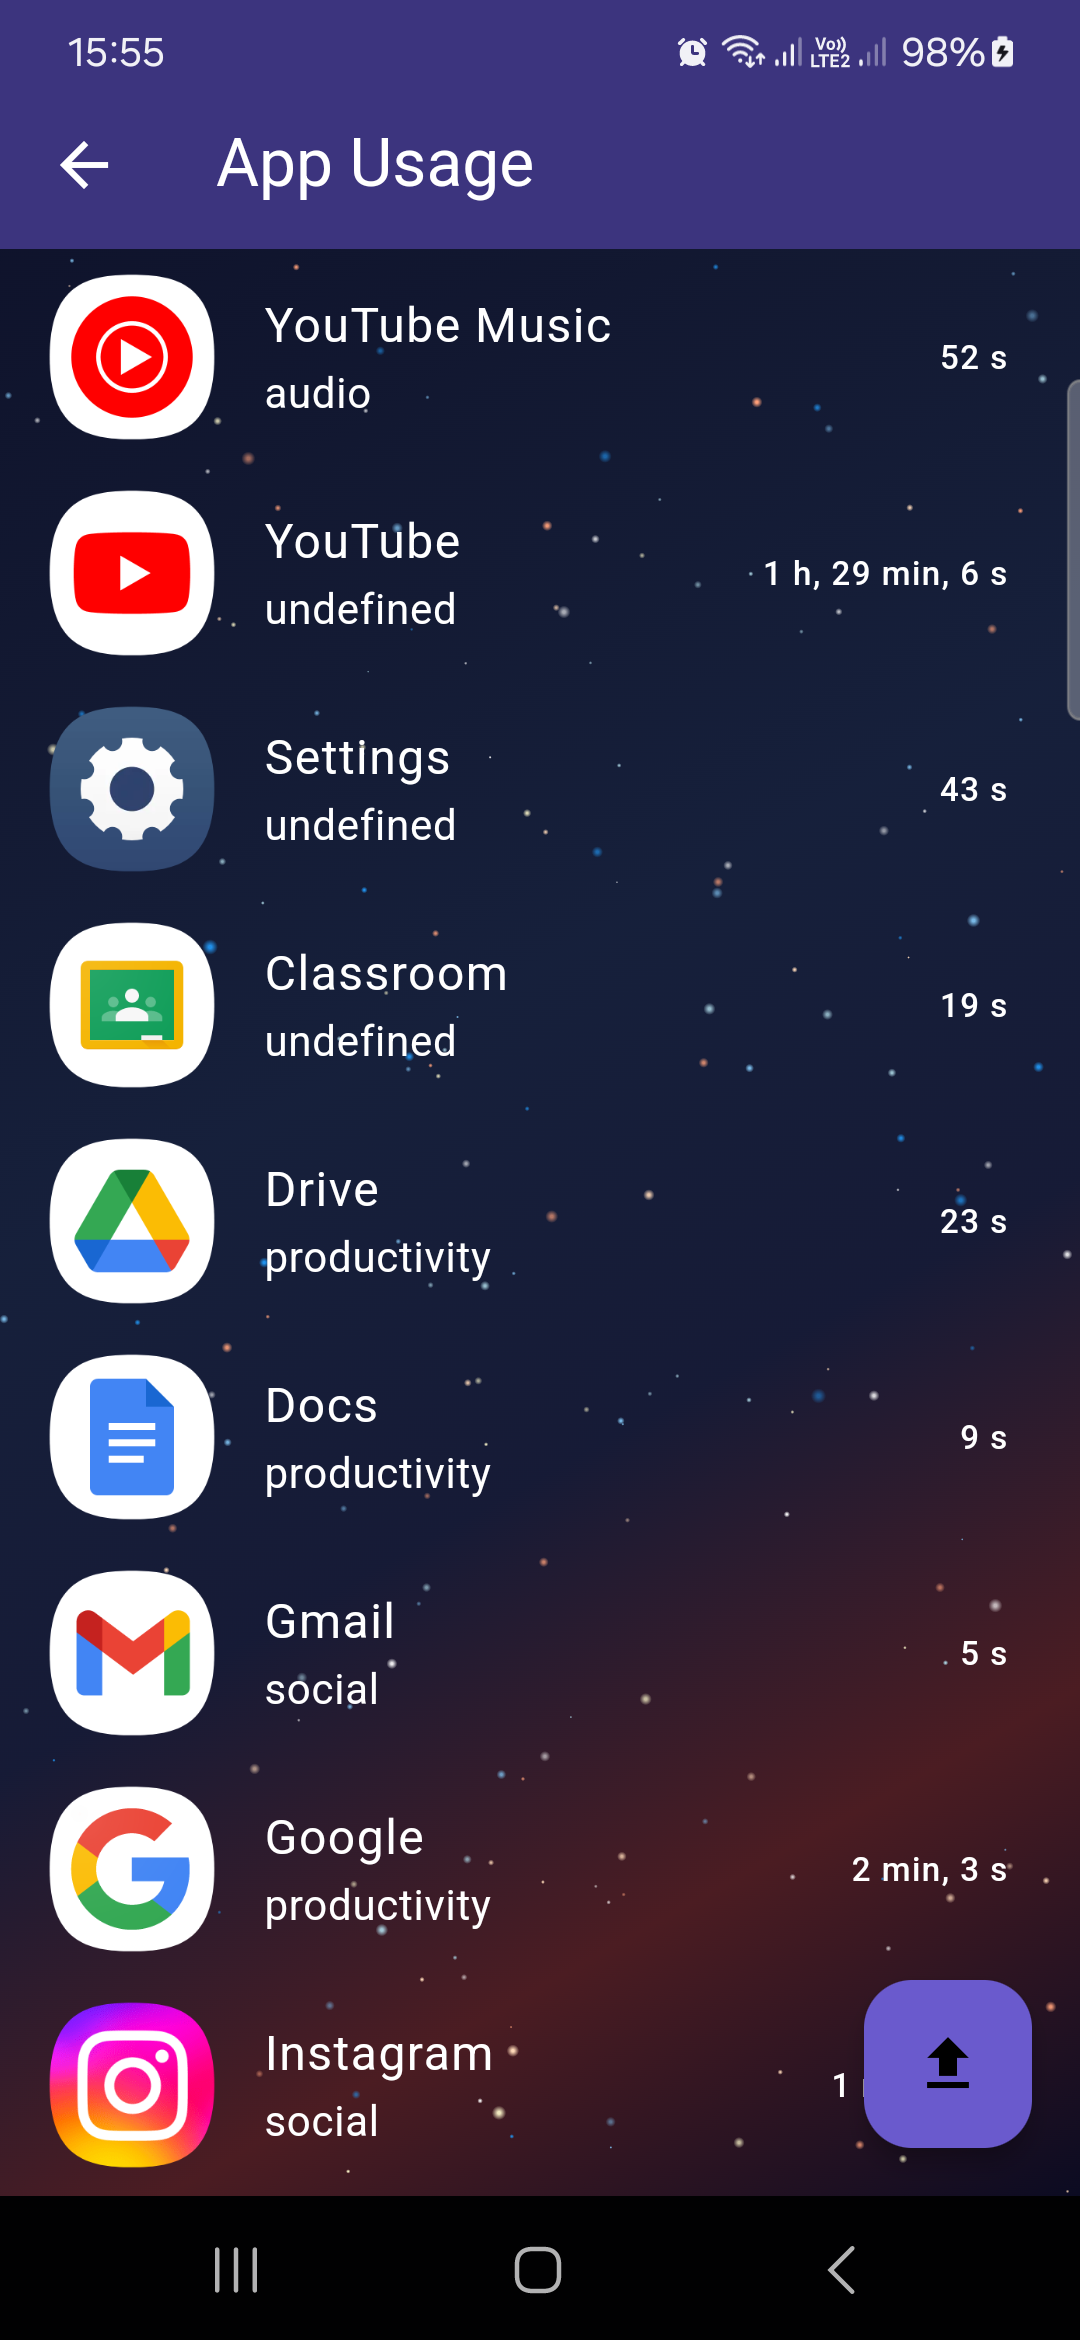 15:55
Vo))
LTE2
98%
App Usage
YouTube Music
audio
52 s
YouTube
undefined
1 h, 29 min, 6 s
Settings
undefined
43 s
Classroom
undefined
19 s
Drive
productivity
23 s
Docs
productivity
9 s
Gmail
social
5 s
Google
productivity
2 min, 3 s
Instagram
social
1